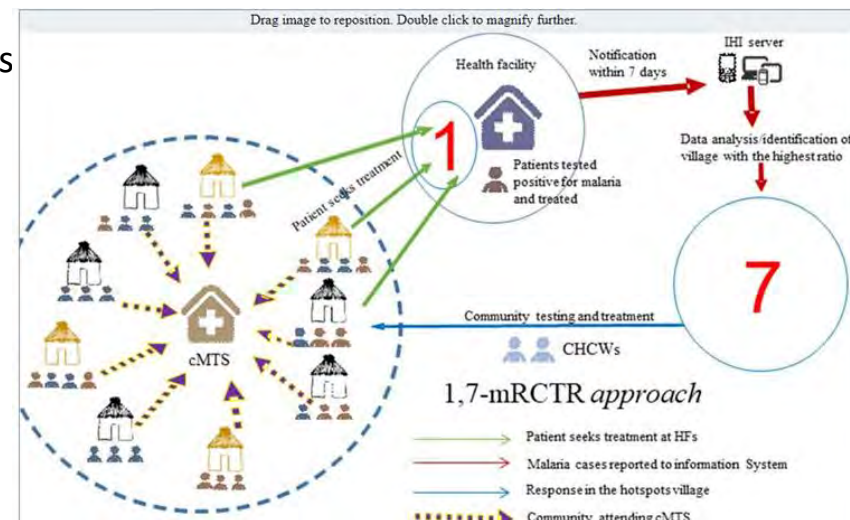 Drag image to reposition. Double click to magnify further.
s
IHI server
Notification
within 7 days
Health facility
1
Patients tested
positive for malaria
and treated
Patient seeks treatment
Data analysis/identification of
village with the highest ratio
7
Community testing and treatment
CHCWs
cMTS
1,7-mRCTR approach
Patient seeks treatment at HFs
Malaria cases reported to information System
Response in the hotspots village
Community attending cMTS